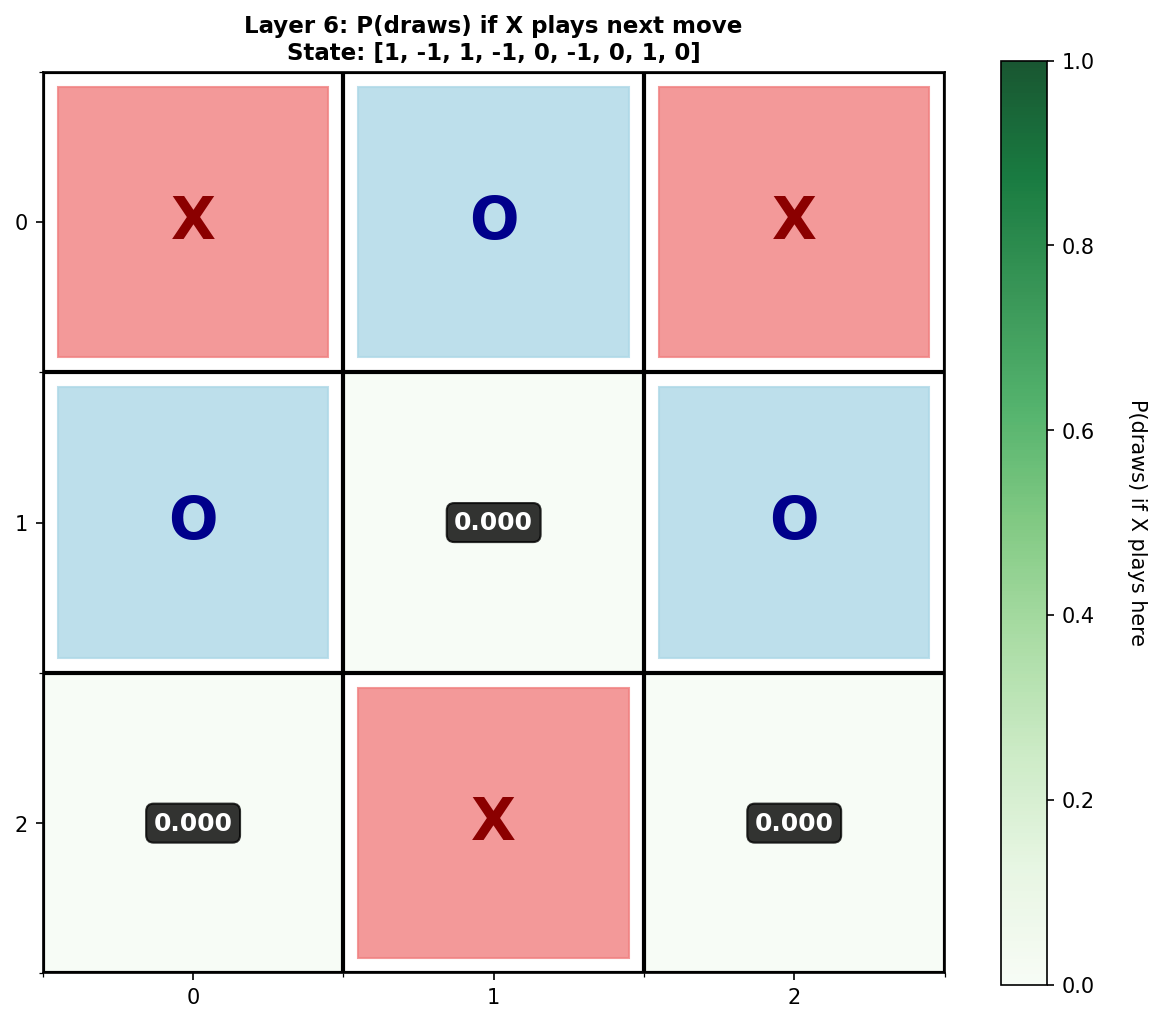 Layer 6: P(draws) if X plays next move
State: [1, -1, 1, -1, 0, -1, 0, 1, 0]
X O X
0
O 0.000 O
1
0.000 X 0.000
2
0 1 2
1.0
0.8
0.6
0.4
0.2
0.0
P(draws) if X plays here